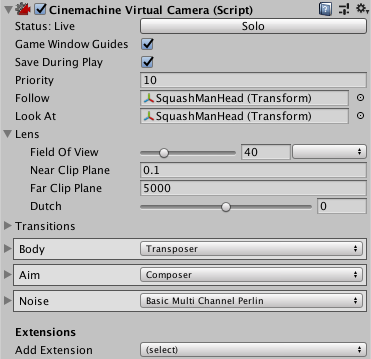 Cinemachine Virtual Camera (Script)
Status: Live Solo
Game Window Guides
Save During Play
Priority 10
Follow SquashManHead (Transform)
Look At SquashManHead (Transform)
Lens
Field Of View 40
Near Clip Plane 0.1
Far Clip Plane 5000
Dutch 0
Transitions
Body Transposer
Aim Composer
Noise Basic Multi Channel Perlin
Extensions
Add Extension (select)